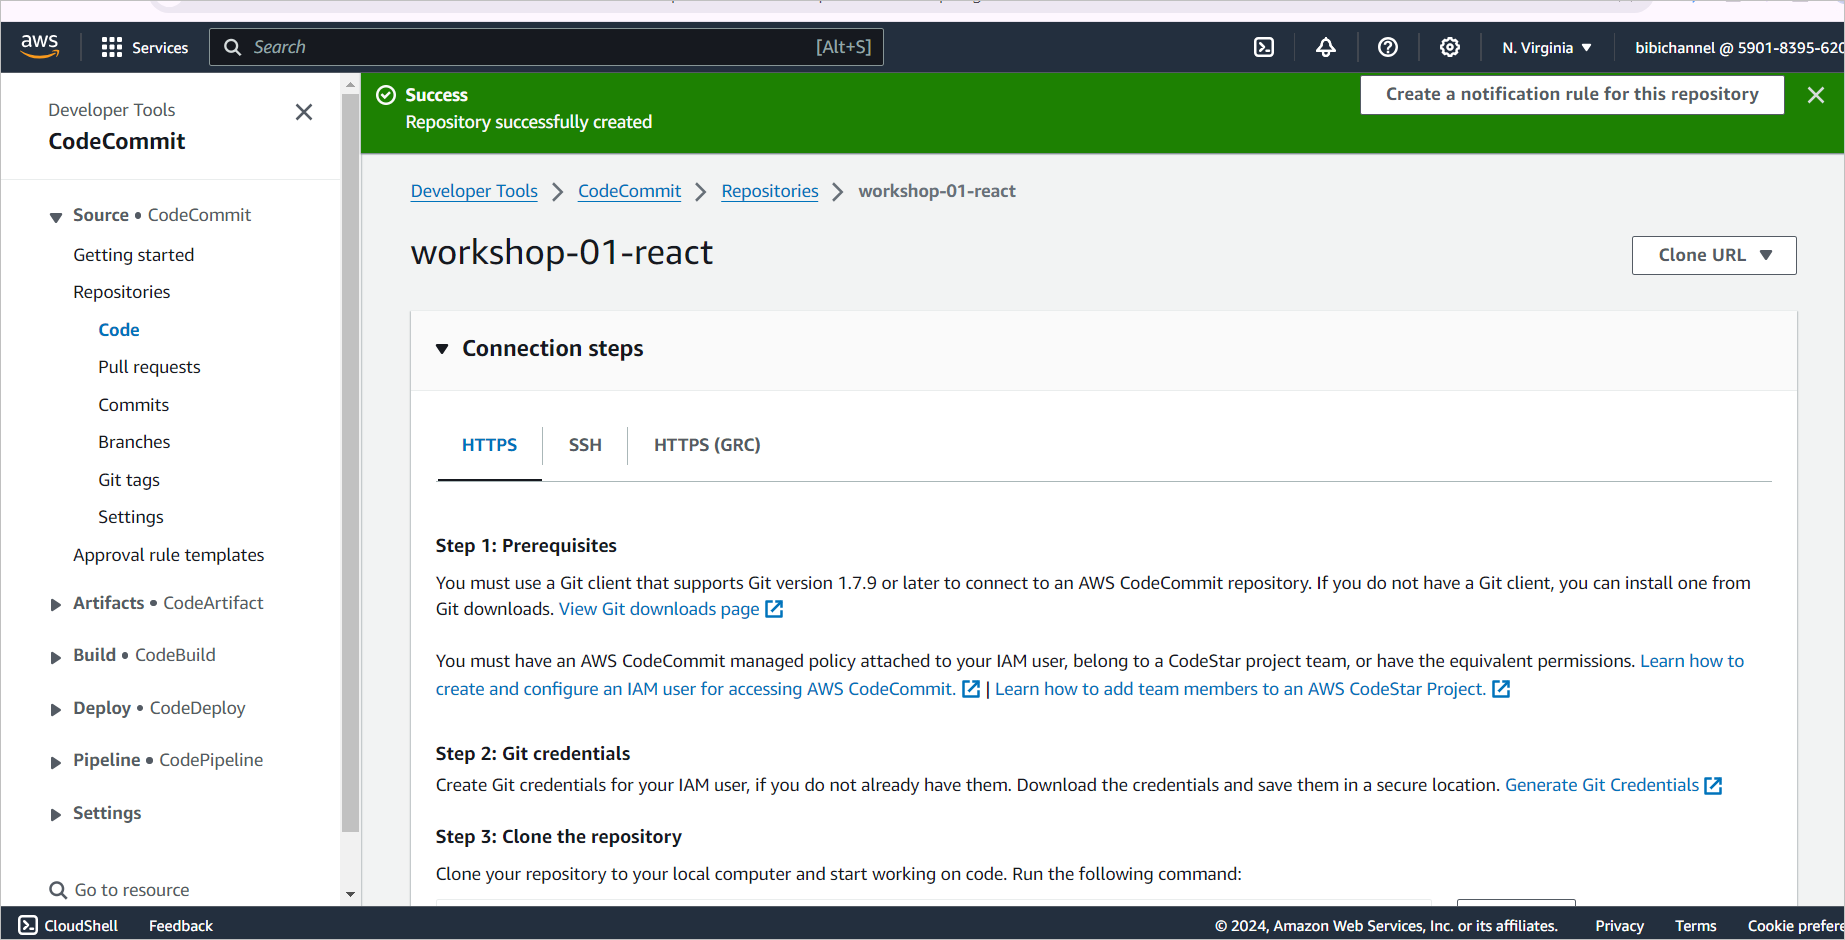 aws
Services
Search
[Alt+S]
N. Virginia ▼
bibichannel @ 5901-8395-620
Developer Tools
CodeCommit
Source • CodeCommit
Getting started
Repositories
Code
Pull requests
Commits
Branches
Git tags
Settings
Approval rule templates
Artifacts • CodeArtifact
Build • CodeBuild
Deploy • CodeDeploy
Pipeline • CodePipeline
Settings
Go to resource
Success
Repository successfully created
Create a notification rule for this repository
Developer Tools > CodeCommit > Repositories > workshop-01-react
workshop-01-react
Clone URL ▼
Connection steps
HTTPS
SSH
HTTPS (GRC)
Step 1: Prerequisites
You must use a Git client that supports Git version 1.7.9 or later to connect to an AWS CodeCommit repository. If you do not have a Git client, you can install one from
Git downloads. View Git downloads page
You must have an AWS CodeCommit managed policy attached to your IAM user, belong to a CodeStar project team, or have the equivalent permissions. Learn how to
create and configure an IAM user for accessing AWS CodeCommit. | Learn how to add team members to an AWS CodeStar Project.
Step 2: Git credentials
Create Git credentials for your IAM user, if you do not already have them. Download the credentials and save them in a secure location. Generate Git Credentials
Step 3: Clone the repository
Clone your repository to your local computer and start working on code. Run the following command:
CloudShell
Feedback
© 2024, Amazon Web Services, Inc. or its affiliates.
Privacy
Terms
Cookie prefere